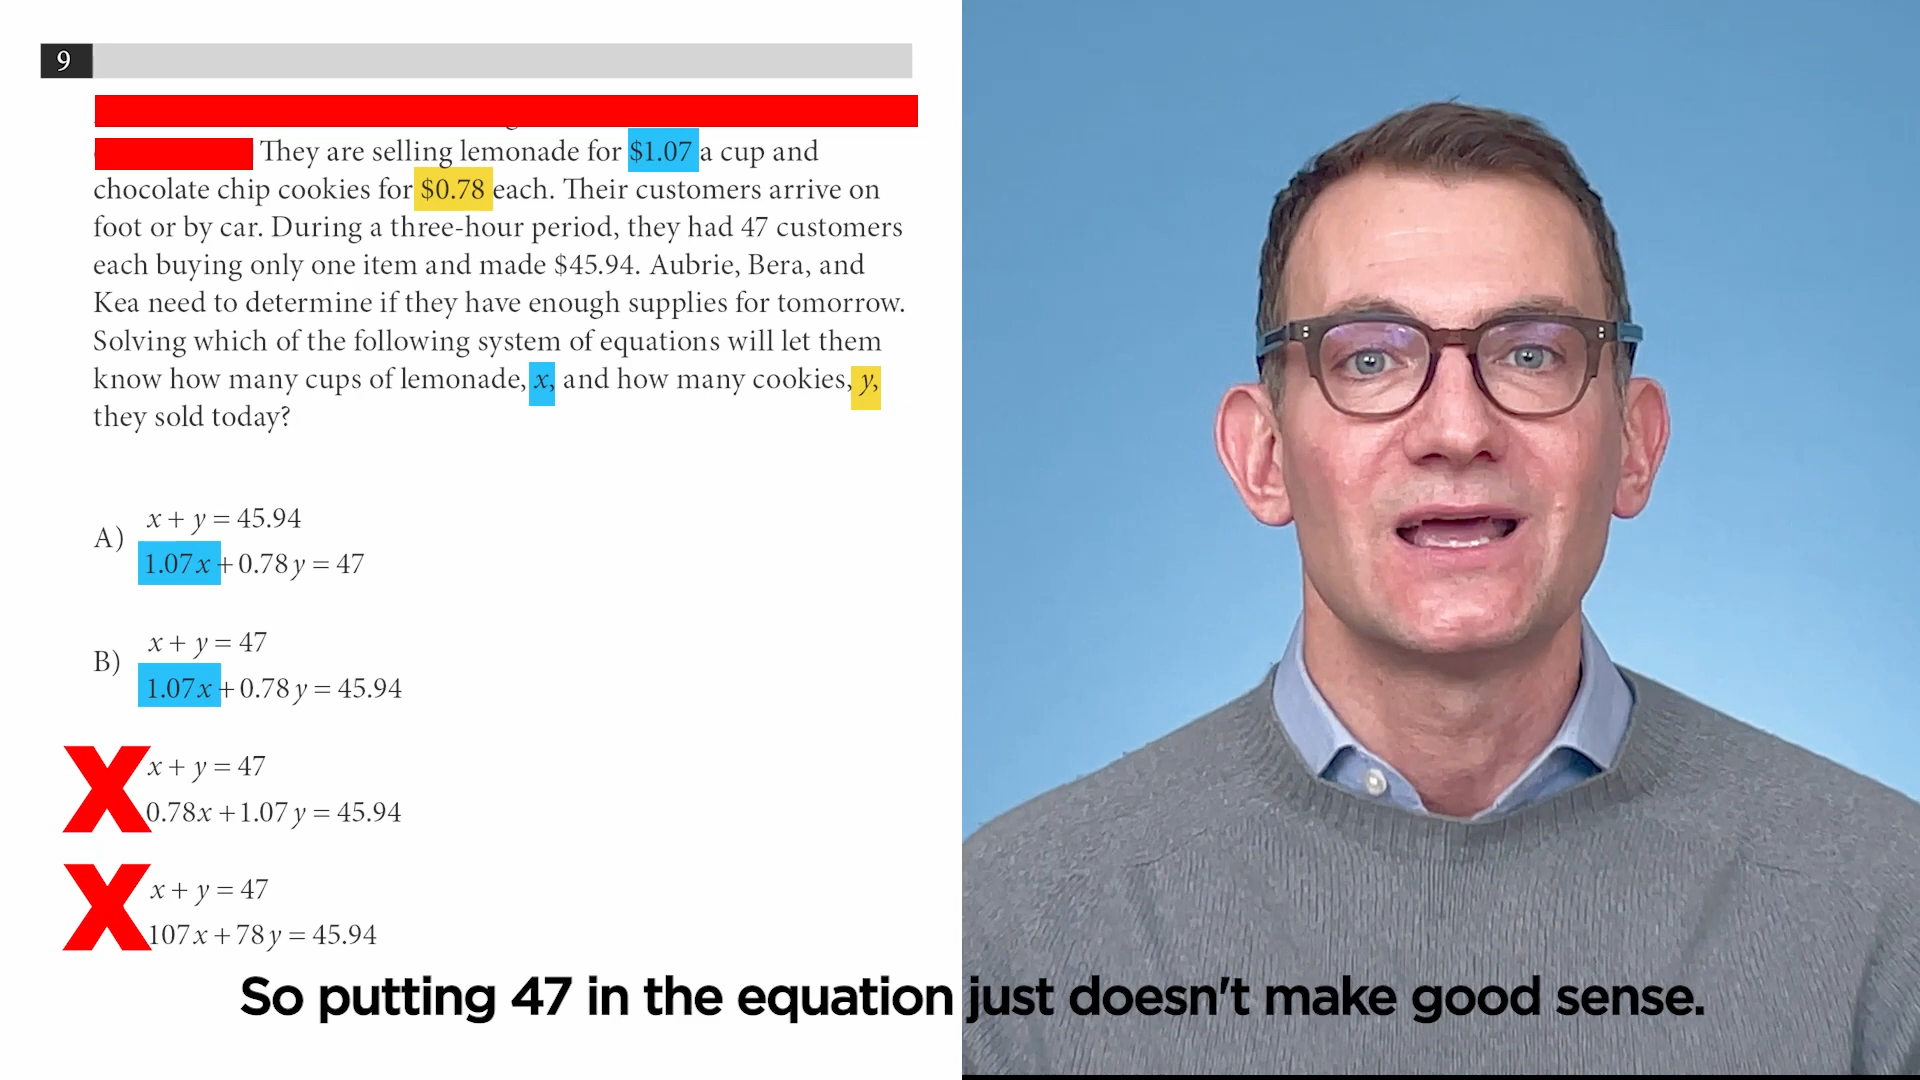 9
They are selling lemonade for $1.07 a cup and
chocolate chip cookies for $0.78 each. Their customers arrive on
foot or by car. During a three-hour period, they had 47 customers
each buying only one item and made $45.94. Aubrie, Bera, and
Kea need to determine if they have enough supplies for tomorrow.
Solving which of the following system of equations will let them
know how many cups of lemonade, x, and how many cookies, y,
they sold today?
A) x + y = 45.94
1.07x + 0.78y = 47
B) x + y = 47
1.07x + 0.78y = 45.94
X x + y = 47
0.78x + 1.07y = 45.94
X x + y = 47
107x + 78y = 45.94
So putting 47 in the equation just doesn't make good sense.